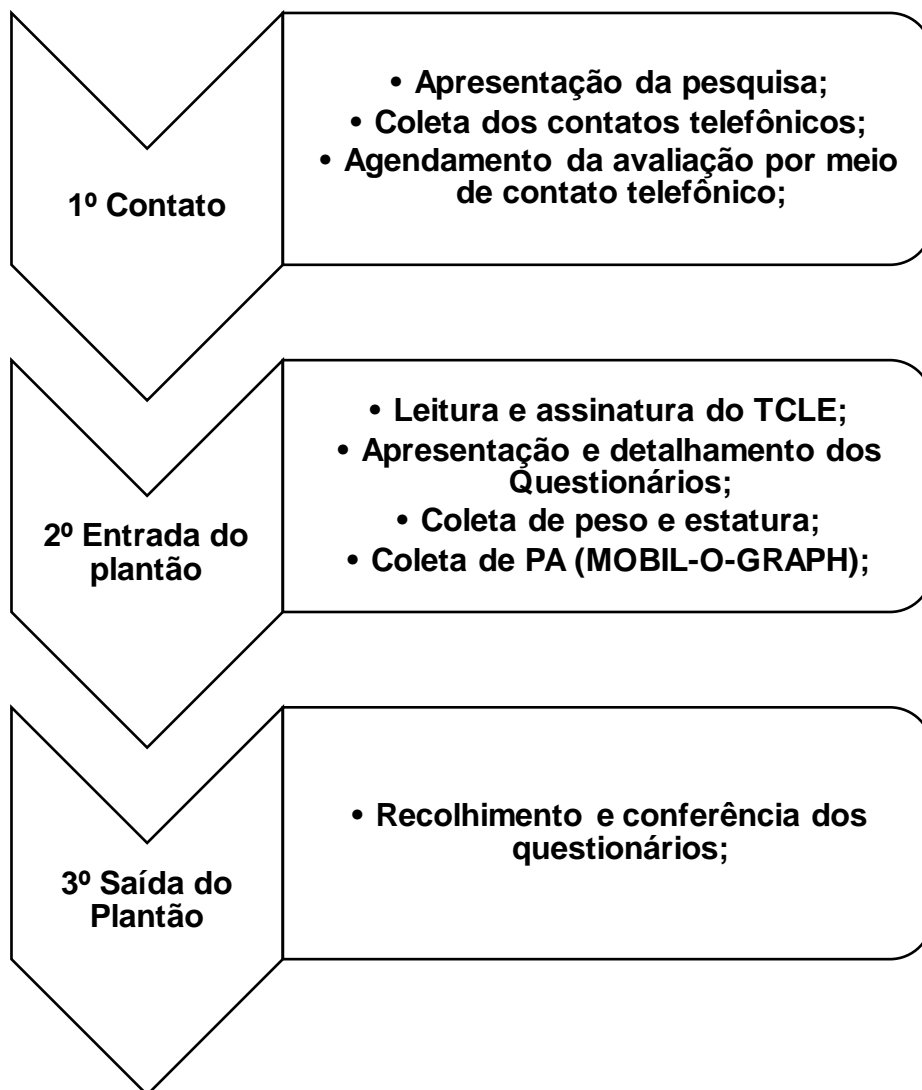 1º Contato
• Apresentação da pesquisa;
• Coleta dos contatos telefônicos;
• Agendamento da avaliação por meio
de contato telefônico;
2º Entrada do
plantão
• Leitura e assinatura do TCLE;
• Apresentação e detalhamento dos
Questionários;
• Coleta de peso e estatura;
• Coleta de PA (MOBIL-O-GRAPH);
3º Saída do
Plantão
• Recolhimento e conferência dos
questionários;